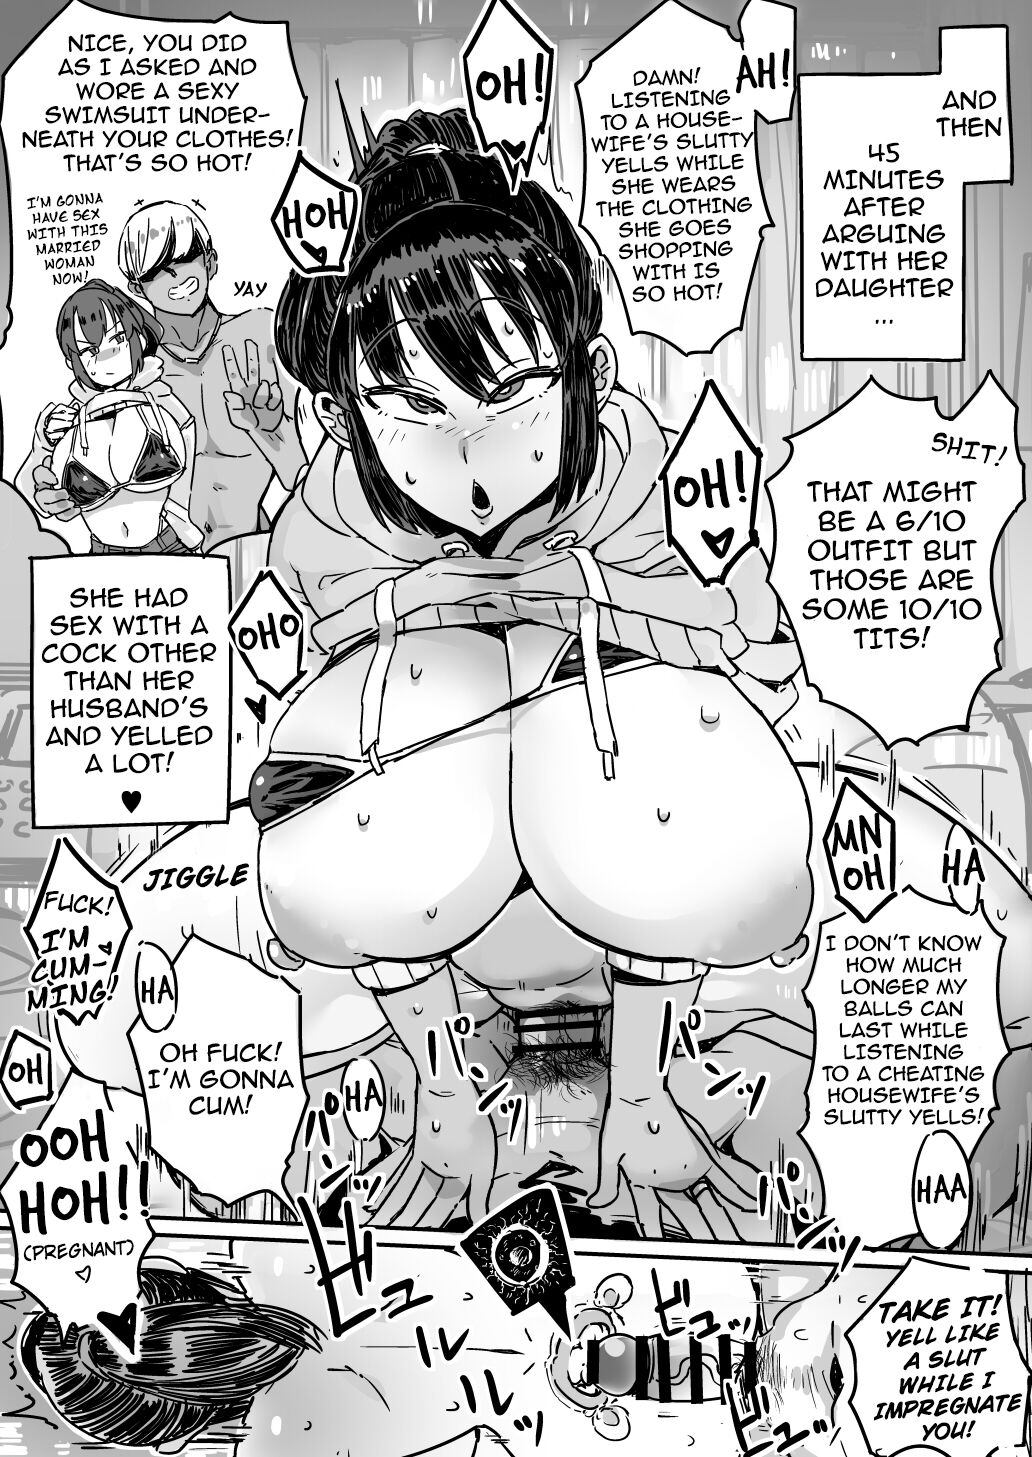 AND
THEN
45
MINUTES
AFTER
ARGUING
WITH HER
DAUGHTER
...
AH!
DAMN!
LISTENING
TO A HOUSE-
WIFE'S SLUTTY
YELLS WHILE
SHE WEARS
THE CLOTHING
SHE GOES
SHOPPING
WITH IS
SO HOT!
OH!
HOH
NICE, YOU DID
AS I ASKED AND
WORE A SEXY
SWIMSUIT UNDER-
NEATH YOUR CLOTHES!
THAT'S SO HOT!
I'M GONNA
HAVE SEX
WITH THIS
MARRIED
WOMAN
NOW!
YAY
SHIT!
THAT MIGHT
BE A 6/10
OUTFIT BUT
THOSE ARE
SOME 10/10
TITS!
OH!
OHO
SHE HAD
SEX WITH A
COCK OTHER
THAN HER
HUSBAND'S
AND YELLED
A LOT!
♥
JIGGLE
MN
OH
HA
I DON'T KNOW
HOW MUCH
LONGER MY
BALLS CAN
LAST WHILE
LISTENING
TO A CHEATING
HOUSEWIFE'S
SLUTTY YELLS!
HAA
パンッ
パンッ
パンッ
パンッ
HA
HA
OH FUCK!
I'M GONNA
CUM!
FUCK!
I'M
CUM-
MING!
OH
OOH
HOH!!
(PREGNANT)
TAKE IT!
YELL LIKE
A SLUT
WHILE I
IMPREGNATE
YOU!
ビュッ
ビュ
ルル
ビュ